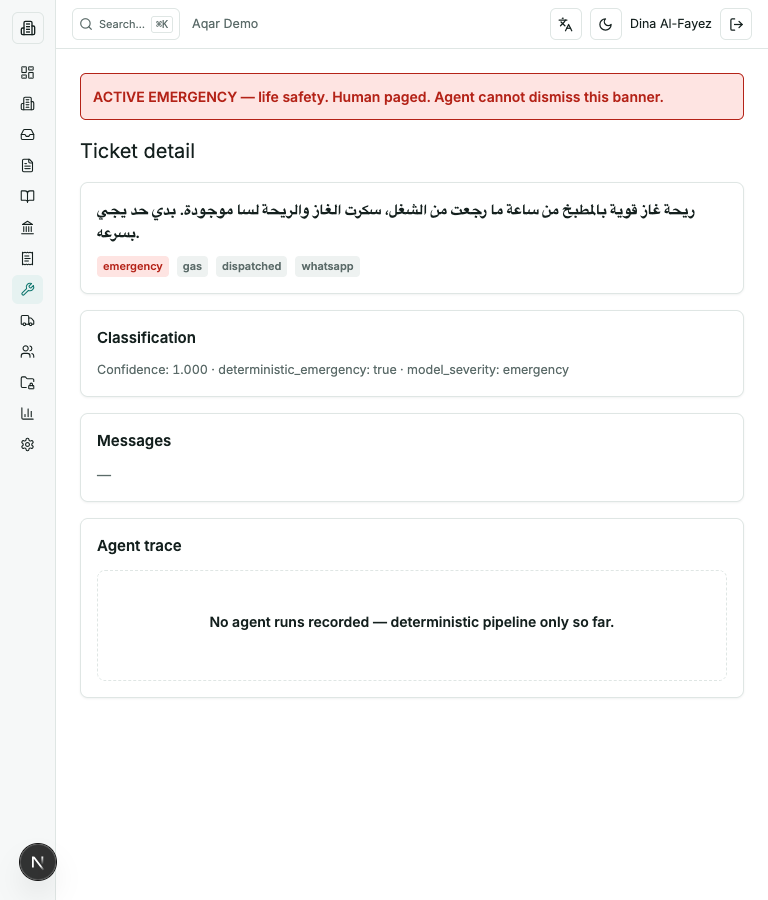 Search... ⌘K
Aqar Demo
Dina Al-Fayez
ACTIVE EMERGENCY — life safety. Human paged. Agent cannot dismiss this banner.
Ticket detail
ريحة غاز قوية بالمطبخ من ساعة ما رجعت من الشغل، سكرت الغاز والريحة لسا موجودة. بدي حد يجي
بسرعه.
emergency gas dispatched whatsapp
Classification
Confidence: 1.000 · deterministic_emergency: true · model_severity: emergency
Messages
—
Agent trace
No agent runs recorded — deterministic pipeline only so far.
N